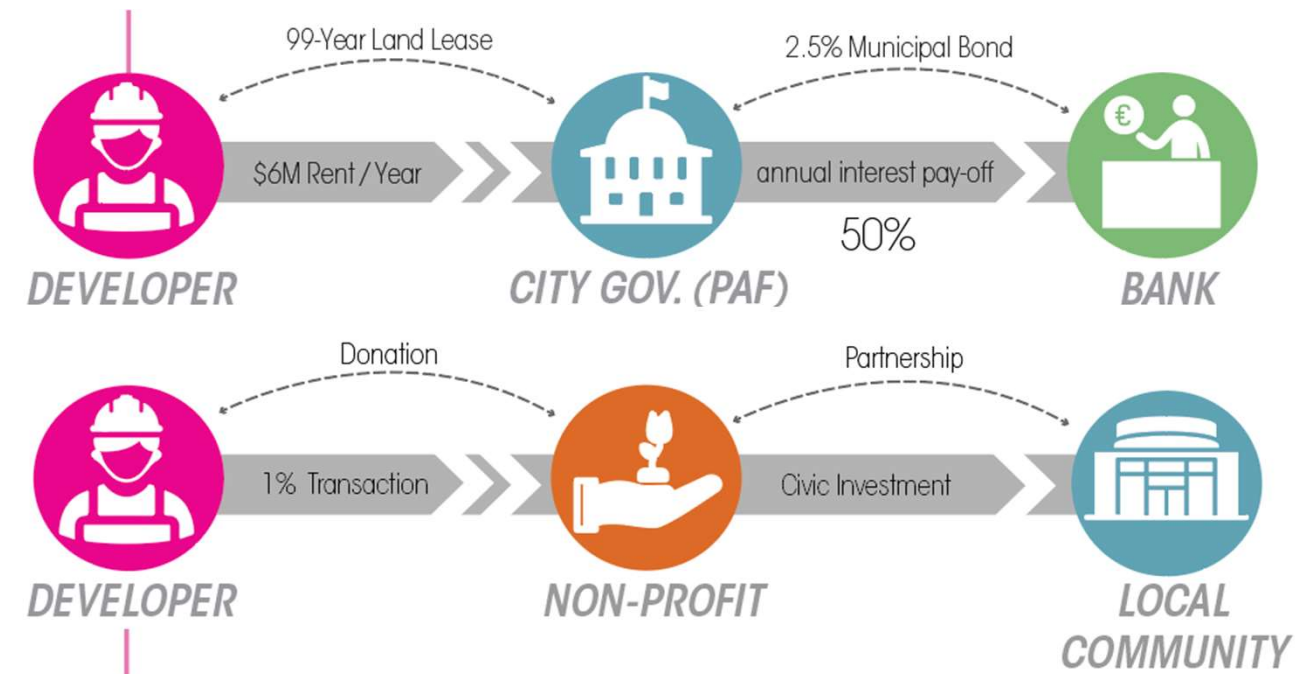 99-Year Land Lease
2.5% Municipal Bond
€
$6M Rent / Year
annual interest pay-off
50%
DEVELOPER
CITY GOV. (PAF)
BANK
Donation
Partnership
1% Transaction
Civic Investment
DEVELOPER
NON-PROFIT
LOCAL
COMMUNITY